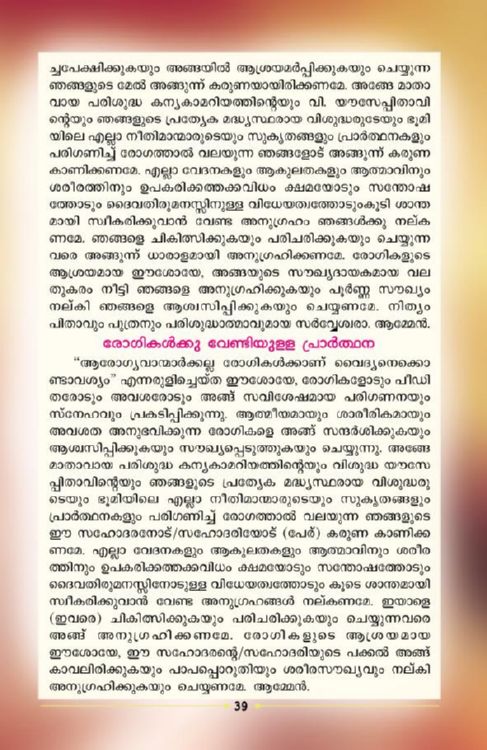 ച്ചപേക്ഷിക്കുകയും അങ്ങയിൽ ആശ്രയമർപ്പിക്കുകയും ചെയ്യുന്ന
ഞങ്ങളുടെ മേൽ അങ്ങുന്ന് കരുണയായിരിക്കണമേ. അങ്ങേ മാതാ
വായ പരിശുദ്ധ കന്യകാമറിയത്തിന്റെയും വി. യൗസേപ്പിതാവി
ന്റെയും ഞങ്ങളുടെ പ്രത്യേക മദ്ധ്യസ്ഥരായ വിശുദ്ധരുടേയും ഭൂമി
യിലെ എല്ലാ നീതിമാന്മാരുടെയും സുകൃതങ്ങളും പ്രാർത്ഥനകളും
പരിഗണിച്ച് രോഗത്താൽ വലയുന്ന ഞങ്ങളോട് അങ്ങുന്ന് കരുണ
കാണിക്കണമേ. എല്ലാ വേദനകളും ആകുലതകളും ആത്മാവിനും
ശരീരത്തിനും ഉപകരിക്കത്തക്കവിധം ക്ഷമയോടും സന്തോഷ
ത്തോടും ദൈവതിരുമനസ്സിനുള്ള വിധേയത്വത്തോടുംകൂടി ശാന്ത
മായി സ്വീകരിക്കുവാൻ വേണ്ട അനുഗ്രഹം ഞങ്ങൾക്കു നല്ക
ണമേ. ഞങ്ങളെ ചികിത്സിക്കുകയും പരിചരിക്കുകയും ചെയ്യുന്ന
വരെ അങ്ങുന്ന് ധാരാളമായി അനുഗ്രഹിക്കണമേ. രോഗികളുടെ
ആശ്രയമായ ഈശോയേ, അങ്ങയുടെ സൗഖ്യദായകമായ വല
തുകരം നീട്ടി ഞങ്ങളെ അനുഗ്രഹിക്കുകയും പൂർണ്ണ സൗഖ്യം
നല്കി ഞങ്ങളെ ആശ്വസിപ്പിക്കുകയും ചെയ്യണമേ. നിത്യം
പിതാവും പുത്രനും പരിശുദ്ധാത്മാവുമായ സർവ്വേശ്വരാ. ആമ്മേൻ.
രോഗികൾക്കു വേണ്ടിയുള്ള പ്രാർത്ഥന
“ആരോഗ്യവാന്മാർക്കല്ല രോഗികൾക്കാണ് വൈദ്യനെക്കൊ
ണ്ടാവശ്യം” എന്നരുളിച്ചെയ്ത ഈശോയേ, രോഗികളോടും പീഡി
തരോടും അവശരോടും അങ്ങ് സവിശേഷമായ പരിഗണനയും
സ്നേഹവും പ്രകടിപ്പിക്കുന്നു. ആത്മീയമായും ശാരീരികമായും
അവശത അനുഭവിക്കുന്ന രോഗികളെ അങ്ങ് സന്ദർശിക്കുകയും
ആശ്വസിപ്പിക്കുകയും സൗഖ്യപ്പെടുത്തുകയും ചെയ്യുന്നു. അങ്ങേ
മാതാവായ പരിശുദ്ധ കന്യകാമറിയത്തിന്റെയും വിശുദ്ധ യൗസേ
പ്പിതാവിന്റെയും ഞങ്ങളുടെ പ്രത്യേക മദ്ധ്യസ്ഥരായ വിശുദ്ധരു
ടെയും ഭൂമിയിലെ എല്ലാ നീതിമാന്മാരുടെയും സുകൃതങ്ങളും
പ്രാർത്ഥനകളും പരിഗണിച്ച് രോഗത്താൽ വലയുന്ന ഞങ്ങളുടെ
ഈ സഹോദരനോട്/സഹോദരിയോട് (പേര്) കരുണ കാണിക്ക
ണമേ. എല്ലാ വേദനകളും ആകുലതകളും ആത്മാവിനും ശരീര
ത്തിനും ഉപകരിക്കത്തക്കവിധം ക്ഷമയോടും സന്തോഷത്തോടും
ദൈവതിരുമനസ്സിനോടുള്ള വിധേയത്വത്തോടും കൂടെ ശാന്തമായി
സ്വീകരിക്കുവാൻ വേണ്ട അനുഗ്രഹങ്ങൾ നല്കണമേ. ഇയാളെ
(ഇവരെ) ചികിത്സിക്കുകയും പരിചരിക്കുകയും ചെയ്യുന്നവരെ
അങ്ങ് അനുഗ്രഹിക്കണമേ. രോഗികളുടെ ആശ്രയമായ
ഈശോയേ, ഈ സഹോദരന്റെ/സഹോദരിയുടെ പക്കൽ അങ്ങ്
കാവലിരിക്കുകയും പാപപ്പൊറുതിയും ശരീരസൗഖ്യവും നല്കി
അനുഗ്രഹിക്കുകയും ചെയ്യണമേ. ആമ്മേൻ.
39